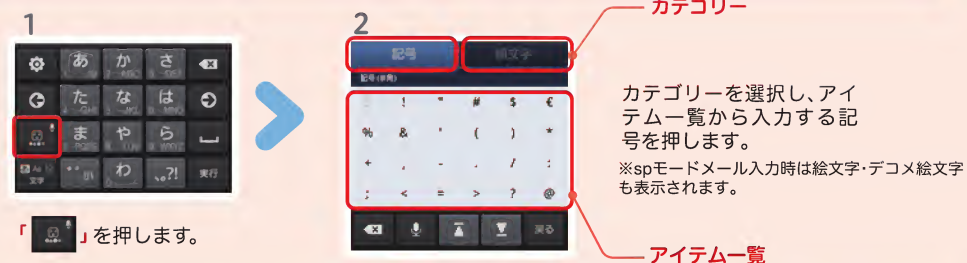 1
あ か さ
た な は
ま や ら
文字 わ 、。?! 実行
「 」を押します。
2
カテゴリー
記号 顔文字
記号(半角)
! " # $ €
% & ' ( ) *
+ , - . / :
; < = > ? @
戻る
アイテム一覧
カテゴリーを選択し、アイ
テム一覧から入力する記
号を押します。
※spモードメール入力時は絵文字・デコメ絵文字
も表示されます。